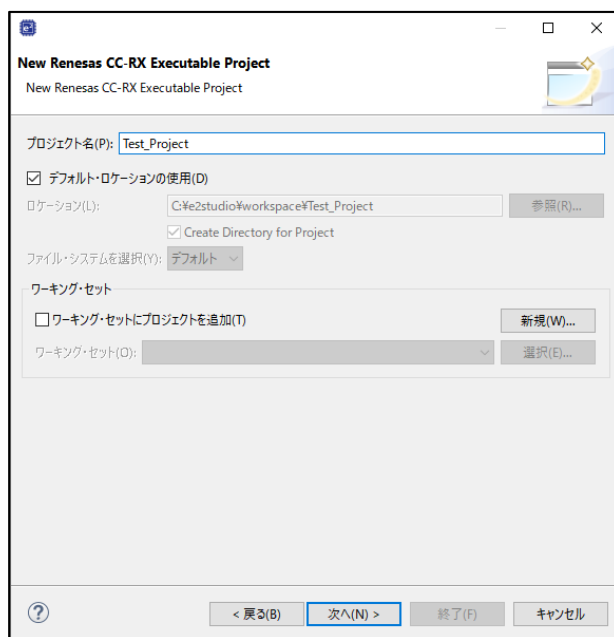 New Renesas CC-RX Executable Project
New Renesas CC-RX Executable Project
プロジェクト名(P): Test_Project
デフォルト・ロケーションの使用(D)
ロケーション(L): C:¥e2studio¥workspace¥Test_Project 参照(R)...
Create Directory for Project
ファイル・システムを選択(Y): デフォルト
ワーキング・セット
ワーキング・セットにプロジェクトを追加(T) 新規(W)...
ワーキング・セット(O): 選択(E)...
< 戻る(B) 次へ(N) > 終了(F) キャンセル